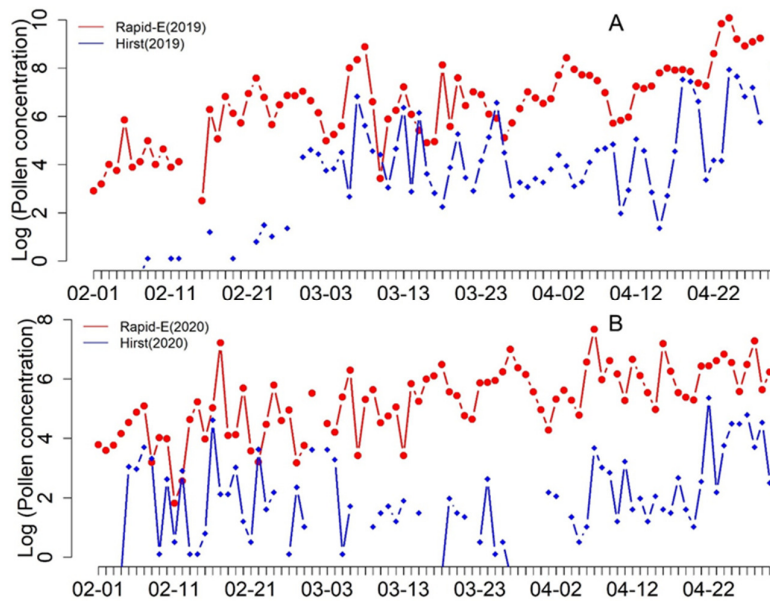 Log (Pollen concentration)
10
8
6
4
2
0
Rapid-E(2019)
Hirst(2019)
A
02-01 02-11 02-21 03-03 03-13 03-23 04-02 04-12 04-22
Log (Pollen concentration)
8
6
4
2
0
Rapid-E(2020)
Hirst(2020)
B
02-01 02-11 02-21 03-03 03-13 03-23 04-02 04-12 04-22